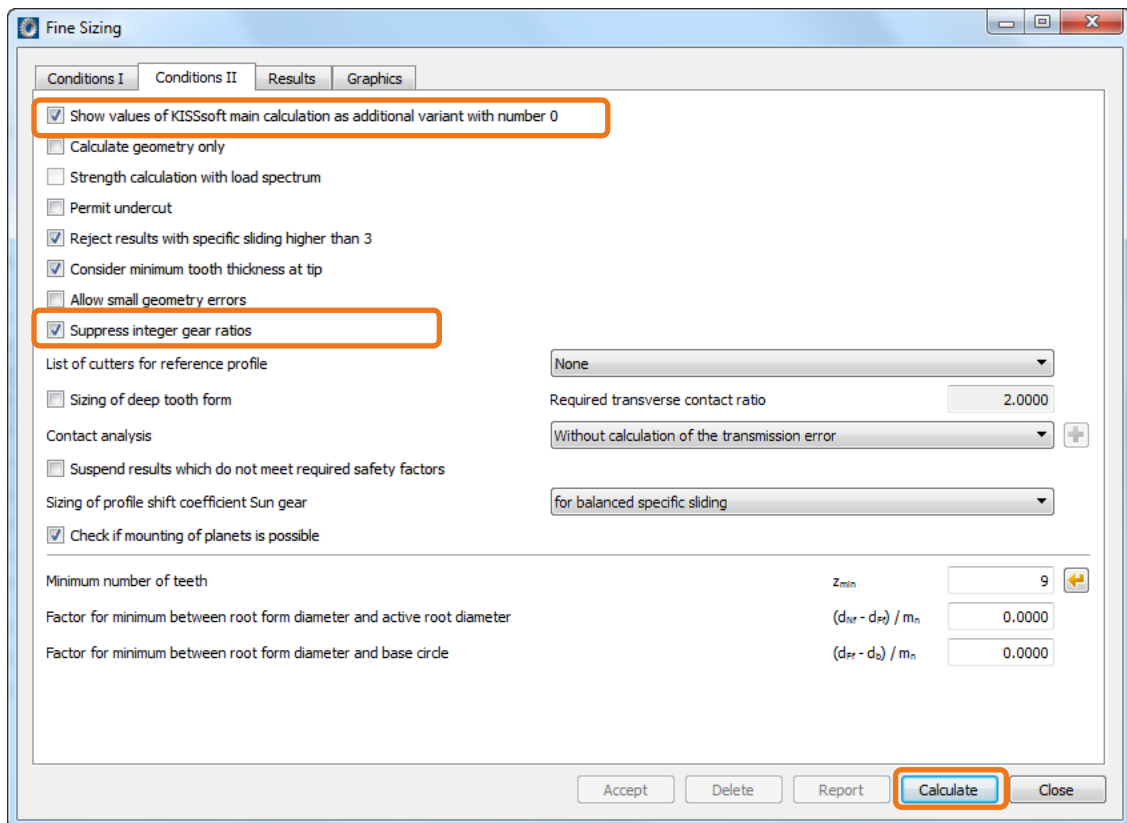 Fine Sizing
Conditions I Conditions II Results Graphics
Show values of KISSsoft main calculation as additional variant with number 0
Calculate geometry only
Strength calculation with load spectrum
Permit undercut
Reject results with specific sliding higher than 3
Consider minimum tooth thickness at tip
Allow small geometry errors
Suppress integer gear ratios
List of cutters for reference profile None
Sizing of deep tooth form Required transverse contact ratio 2.0000
Contact analysis Without calculation of the transmission error
Suspend results which do not meet required safety factors
Sizing of profile shift coefficient Sun gear for balanced specific sliding
Check if mounting of planets is possible
Minimum number of teeth zmin 9
Factor for minimum between root form diameter and active root diameter (dNf - dFf) / mn 0.0000
Factor for minimum between root form diameter and base circle (dFf - db) / mn 0.0000
Accept Delete Report Calculate Close